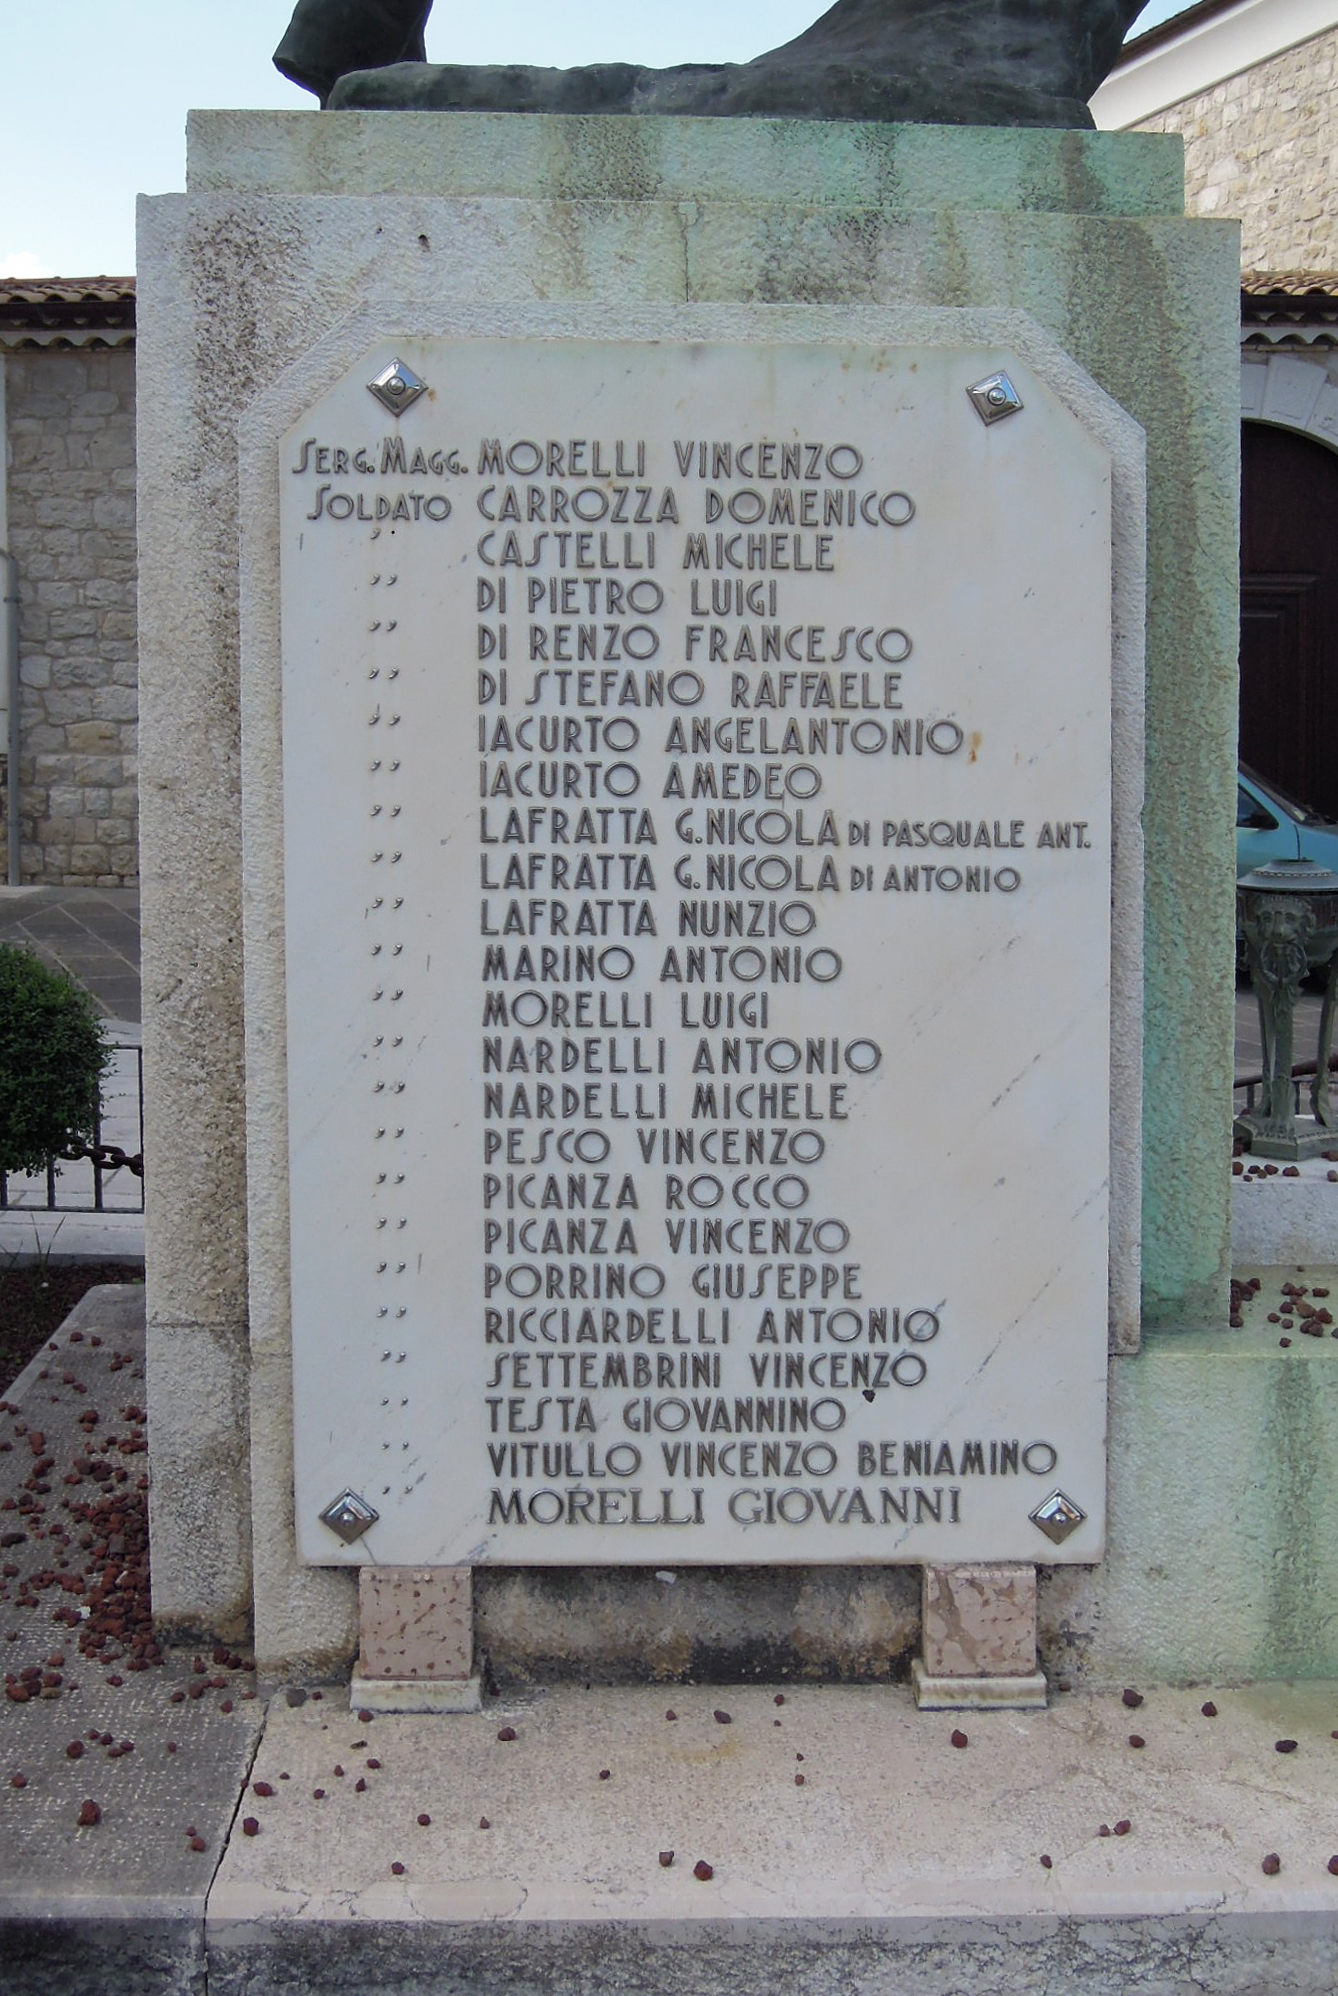 SERG. MAGG. MORELLI VINCENZO
SOLDATO CARROZZA DOMENICO
,, CASTELLI MICHELE
,, DI PIETRO LUIGI
,, DI RENZO FRANCESCO
,, DI STEFANO RAFFAELE
,, IACURTO ANGELANTONIO
,, IACURTO AMEDEO
,, LAFRATTA G. NICOLA DI PASQUALE ANT.
,, LAFRATTA G. NICOLA DI ANTONIO
,, LAFRATTA NUNZIO
,, MARINO ANTONIO
,, MORELLI LUIGI
,, NARDELLI ANTONIO
,, NARDELLI MICHELE
,, PESCO VINCENZO
,, PICANZA ROCCO
,, PICANZA VINCENZO
,, PORRINO GIUSEPPE
,, RICCIARDELLI ANTONIO
,, SETTEMBRINI VINCENZO
,, TESTA GIOVANNINO
,, VITULLO VINCENZO BENIAMINO
,, MORELLI GIOVANNI